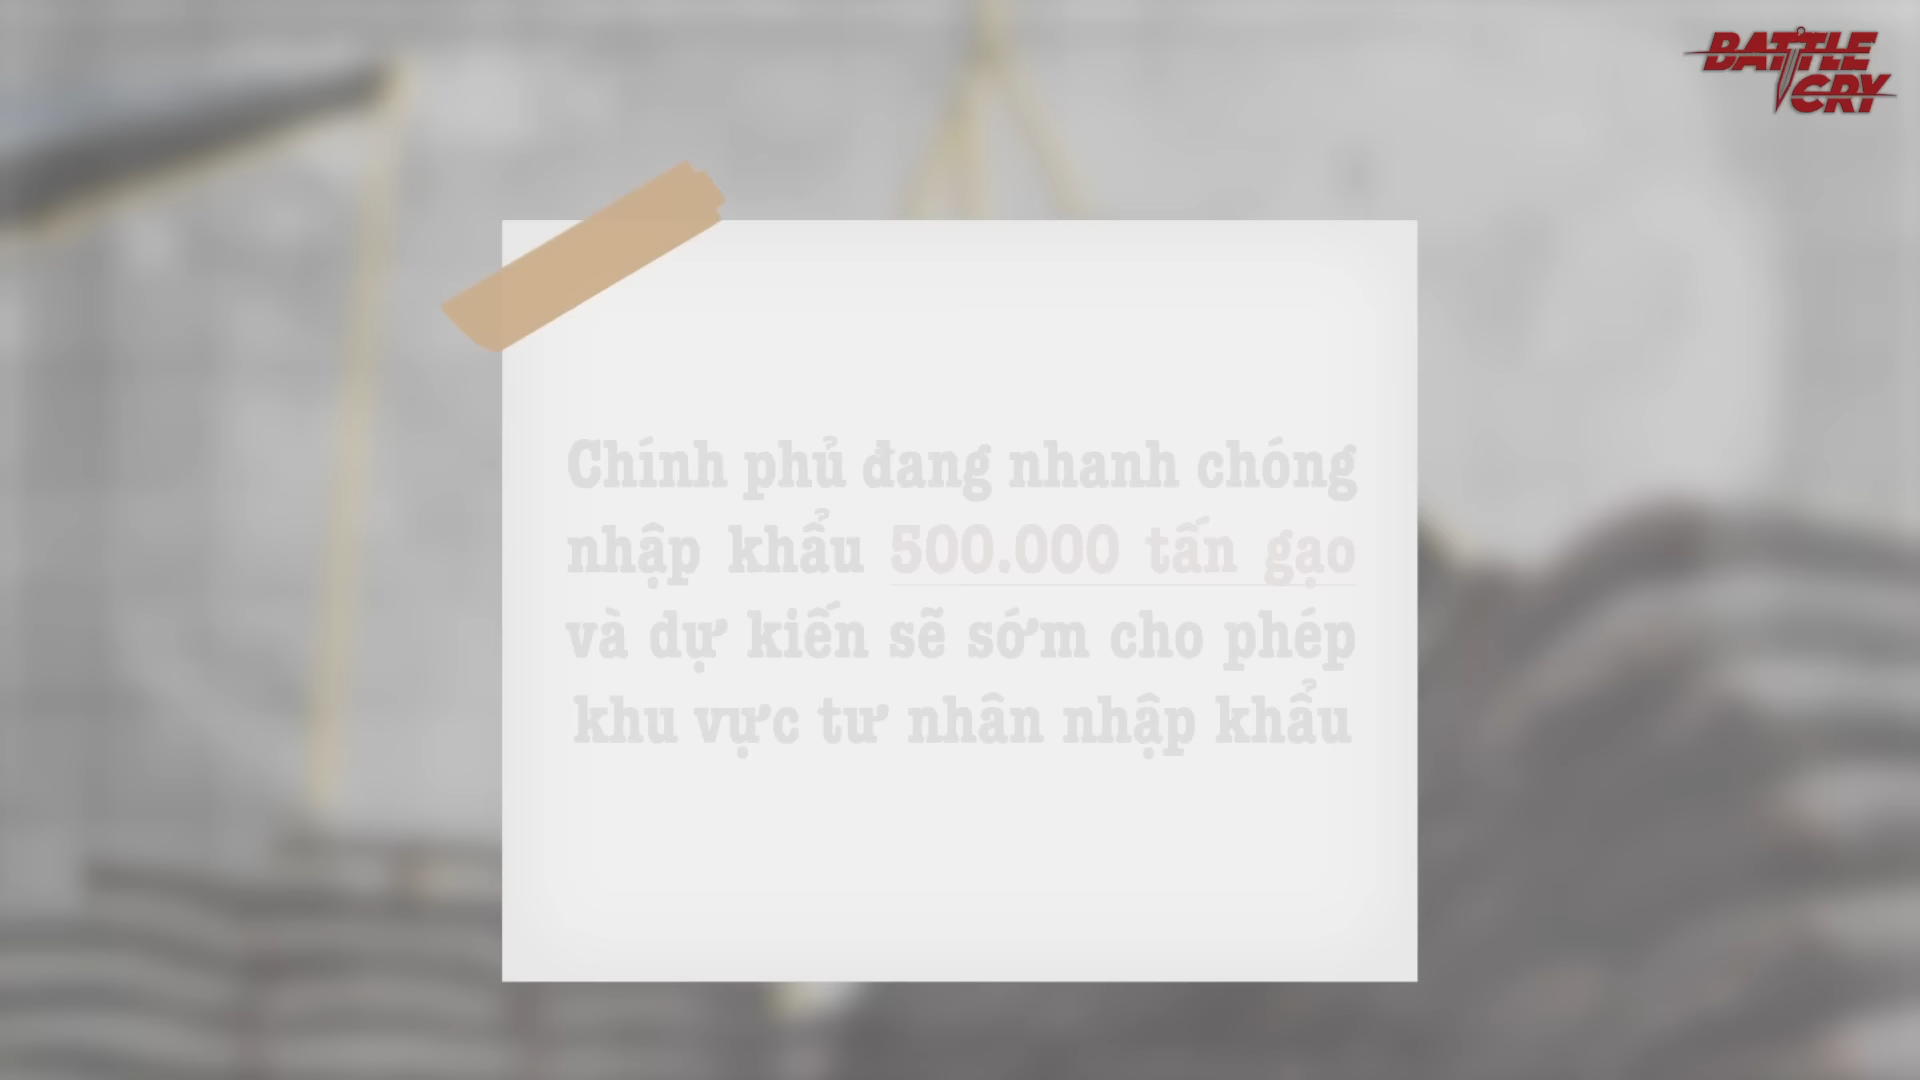 BATTLE
CRY
Chính phủ đang nhanh chóng
nhập khẩu 500.000 tấn gạo
và dự kiến sẽ sớm cho phép
khu vực tư nhân nhập khẩu